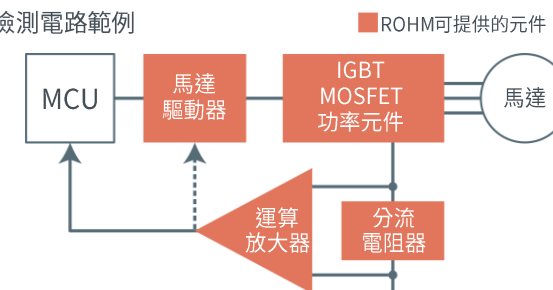 檢測電路範例
ROHM可提供的元件
MCU
馬達
驅動器
IGBT
MOSFET
功率元件
馬達
運算
放大器
分流
電阻器